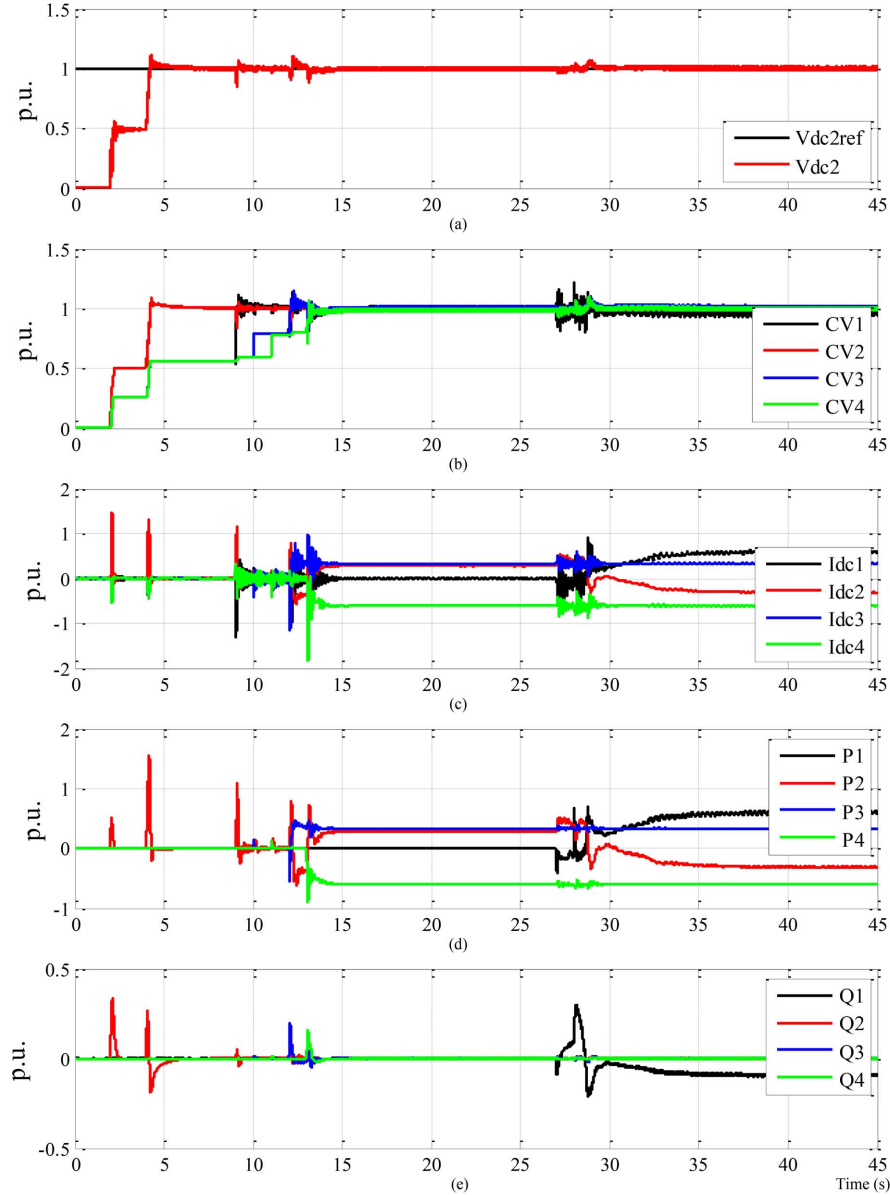 1.5
1
0.5
0
p.u.
Vdc2ref
Vdc2
0 5 10 15 20 25 30 35 40 45
(a)
1.5
1
0.5
0
p.u.
CV1
CV2
CV3
CV4
0 5 10 15 20 25 30 35 40 45
(b)
2
1
0
-1
-2
p.u.
Idc1
Idc2
Idc3
Idc4
0 5 10 15 20 25 30 35 40 45
(c)
2
1
0
-1
p.u.
P1
P2
P3
P4
0 5 10 15 20 25 30 35 40 45
(d)
0.5
0
-0.5
p.u.
Q1
Q2
Q3
Q4
0 5 10 15 20 25 30 35 40 45
(e)
Time (s)